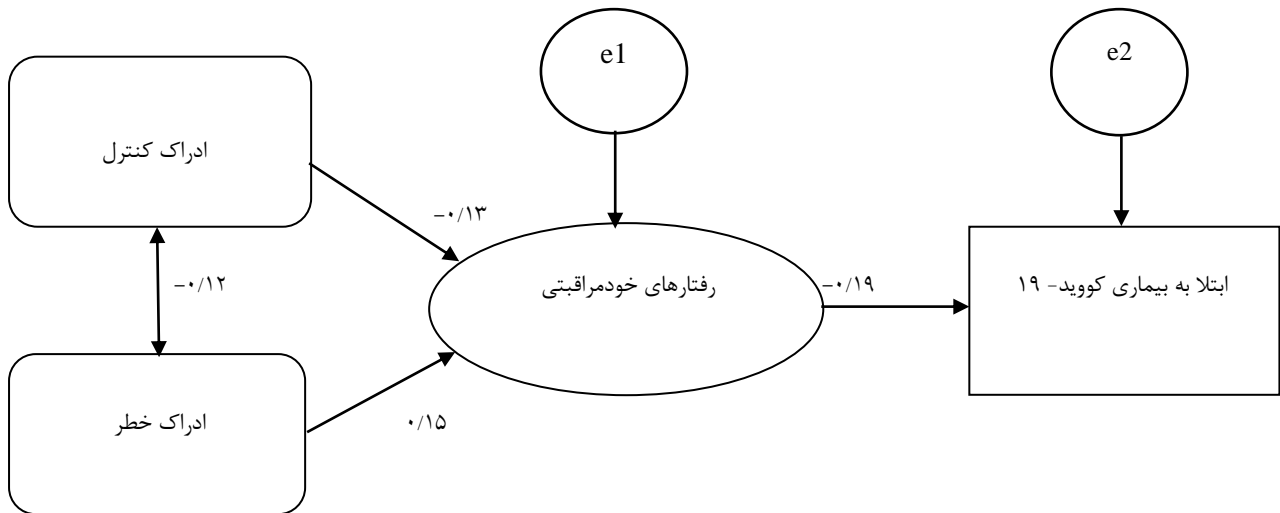 e1
e2
ادراک کنترل
-۰/۱۳
-۰/۱۲
رفتارهای خودمراقبتی
-۰/۱۹
ابتلا به بیماری کووید- ۱۹
ادراک خطر
۰/۱۵